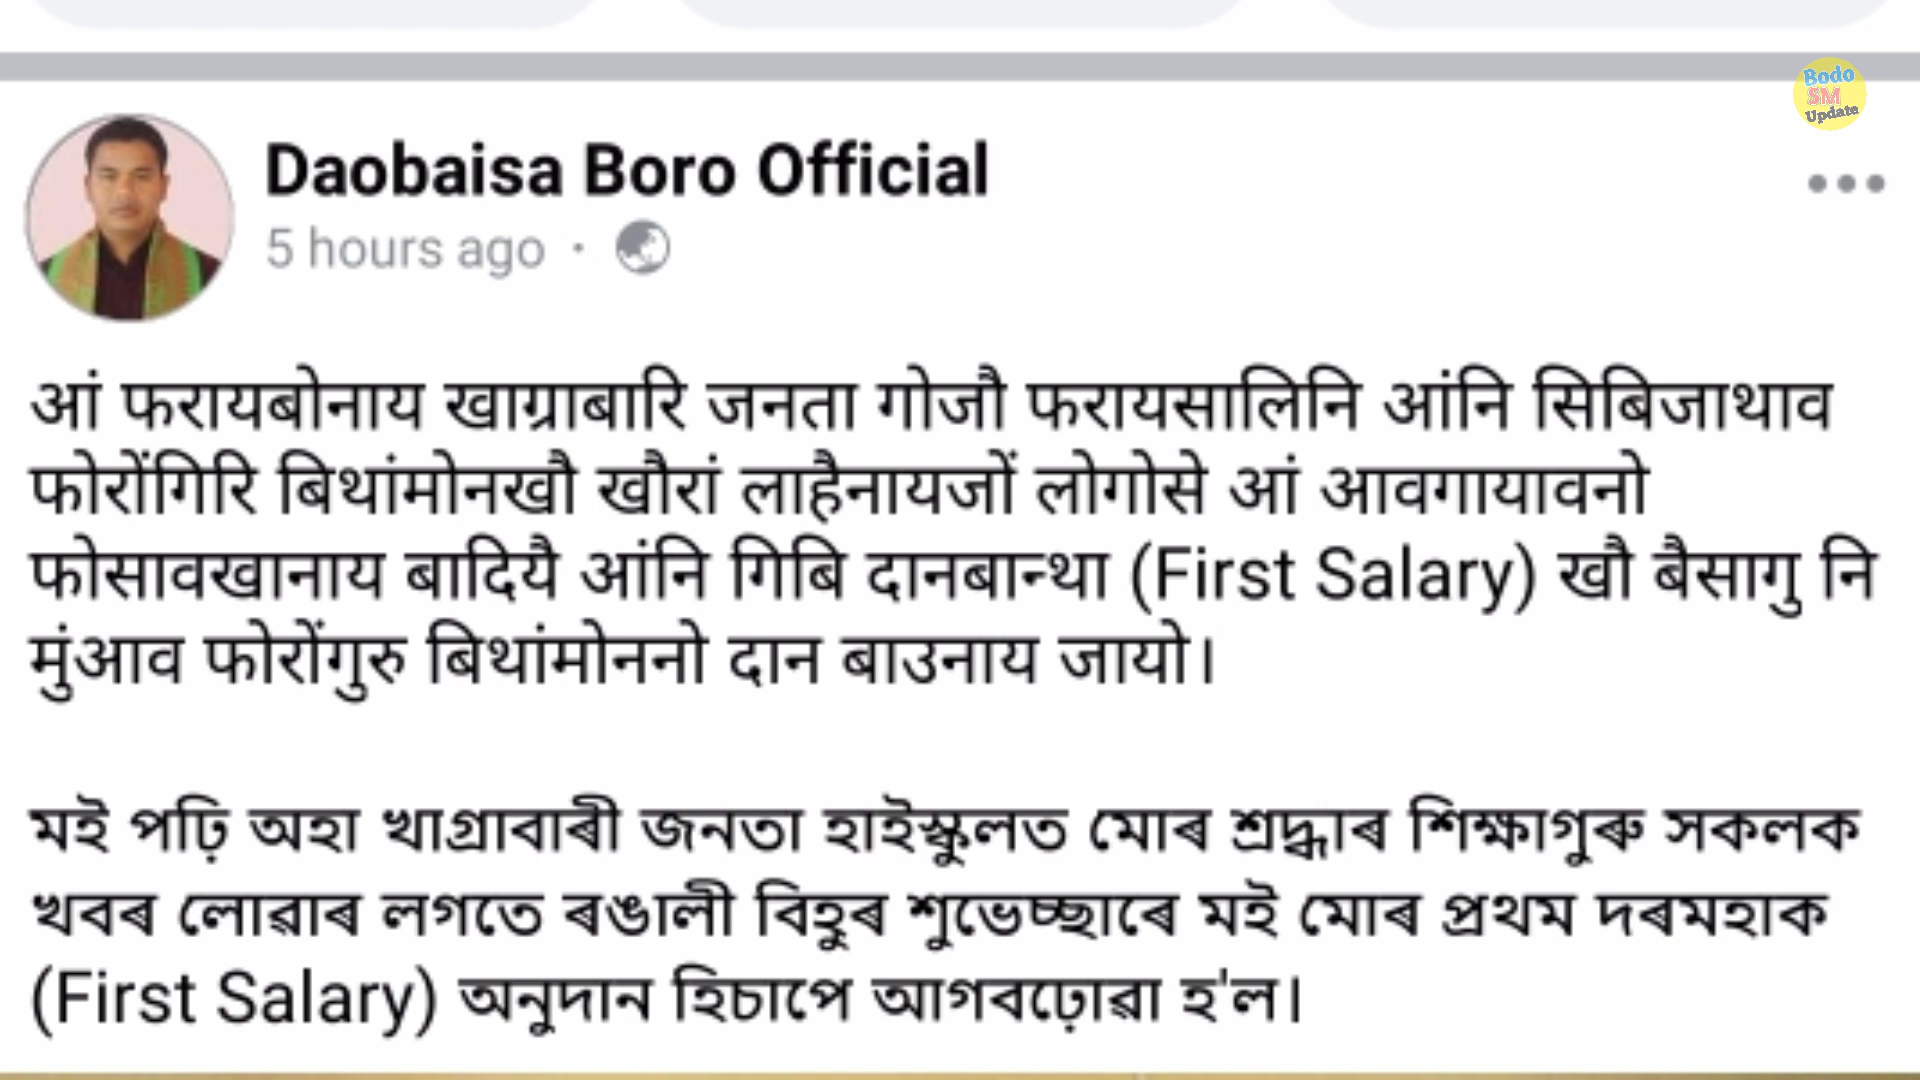 Bodo
SM
Update
Daobaisa Boro Official
5 hours ago ·
आं फरायबोनाय खाग्राबारि जनता गोजौ फरायसालिनि आंनि सिबिजाथाव
फोरोंगिरि बिथांमोनखौ खौरां लाहैनायजों लोगोसे आं आवगायावनो
फोसावखानाय बादियै आंनि गिबि दानबान्था (First Salary) खौ बैसागु नि
मुंआव फोरोंगुरु बिथांमोननो दान बाउनाय जायो।
মই পঢ়ি অহা খাগ্ৰাবাৰী জনতা হাইস্কুলত মোৰ শ্ৰদ্ধাৰ শিক্ষাগুৰু সকলক
খবৰ লোৱাৰ লগতে ৰঙালী বিহুৰ শুভেচ্ছাৰে মই মোৰ প্ৰথম দৰমহাক
(First Salary) অনুদান হিচাপে আগবঢ়োৱা হ'ল।